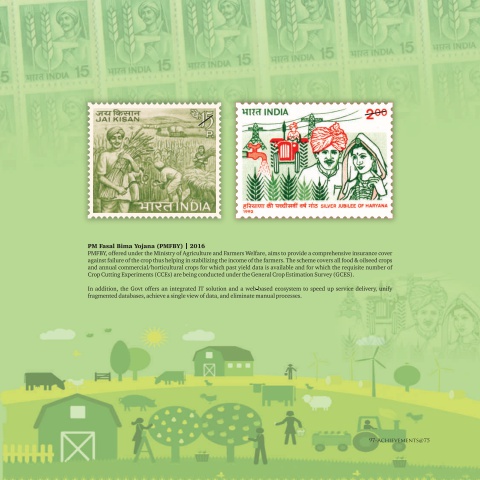 भारत INDIA 15
जय किसान
JAI KISAN
15
P
भारत INDIA
भारत INDIA
2.00
हरियाणा की पच्चीसवीं वर्ष गांठ SILVER JUBILEE OF HARYANA
1992
PM Fasal Bima Yojana (PMFBY) | 2016
PMFBY, offered under the Ministry of Agriculture and Farmers Welfare, aims to provide a comprehensive insurance cover
against failure of the crop thus helping in stabilizing the income of the farmers. The scheme covers all food & oilseed crops
and annual commercial/horticultural crops for which past yield data is available and for which the requisite number of
Crop Cutting Experiments (CCEs) are being conducted under the General Crop Estimation Survey (GCES).
In addition, the Govt offers an integrated IT solution and a web-based ecosystem to speed up service delivery, unify
fragmented databases, achieve a single view of data, and eliminate manual processes.
97-ACHIEVEMENTS@75